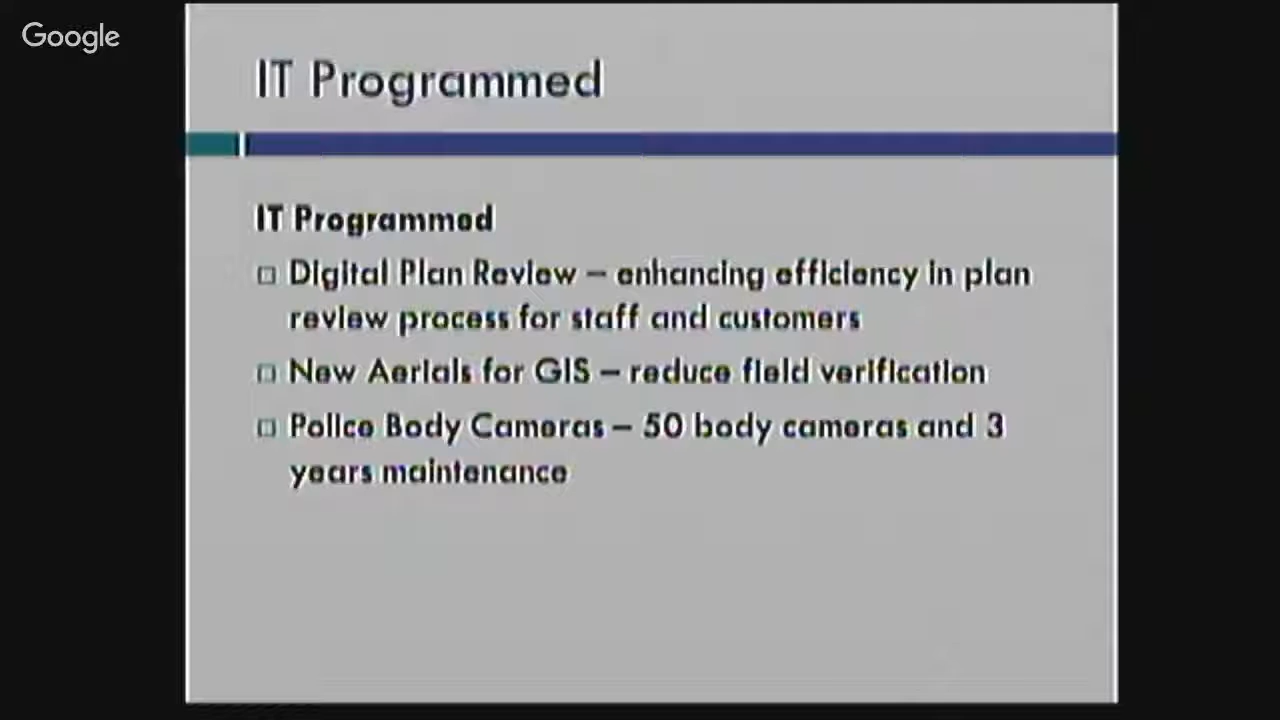 Google
IT Programmed
IT Programmed
Digital Plan Review – enhancing efficiency in plan
review process for staff and customers
New Aerials for GIS – reduce field verification
Police Body Cameras – 50 body cameras and 3
years maintenance